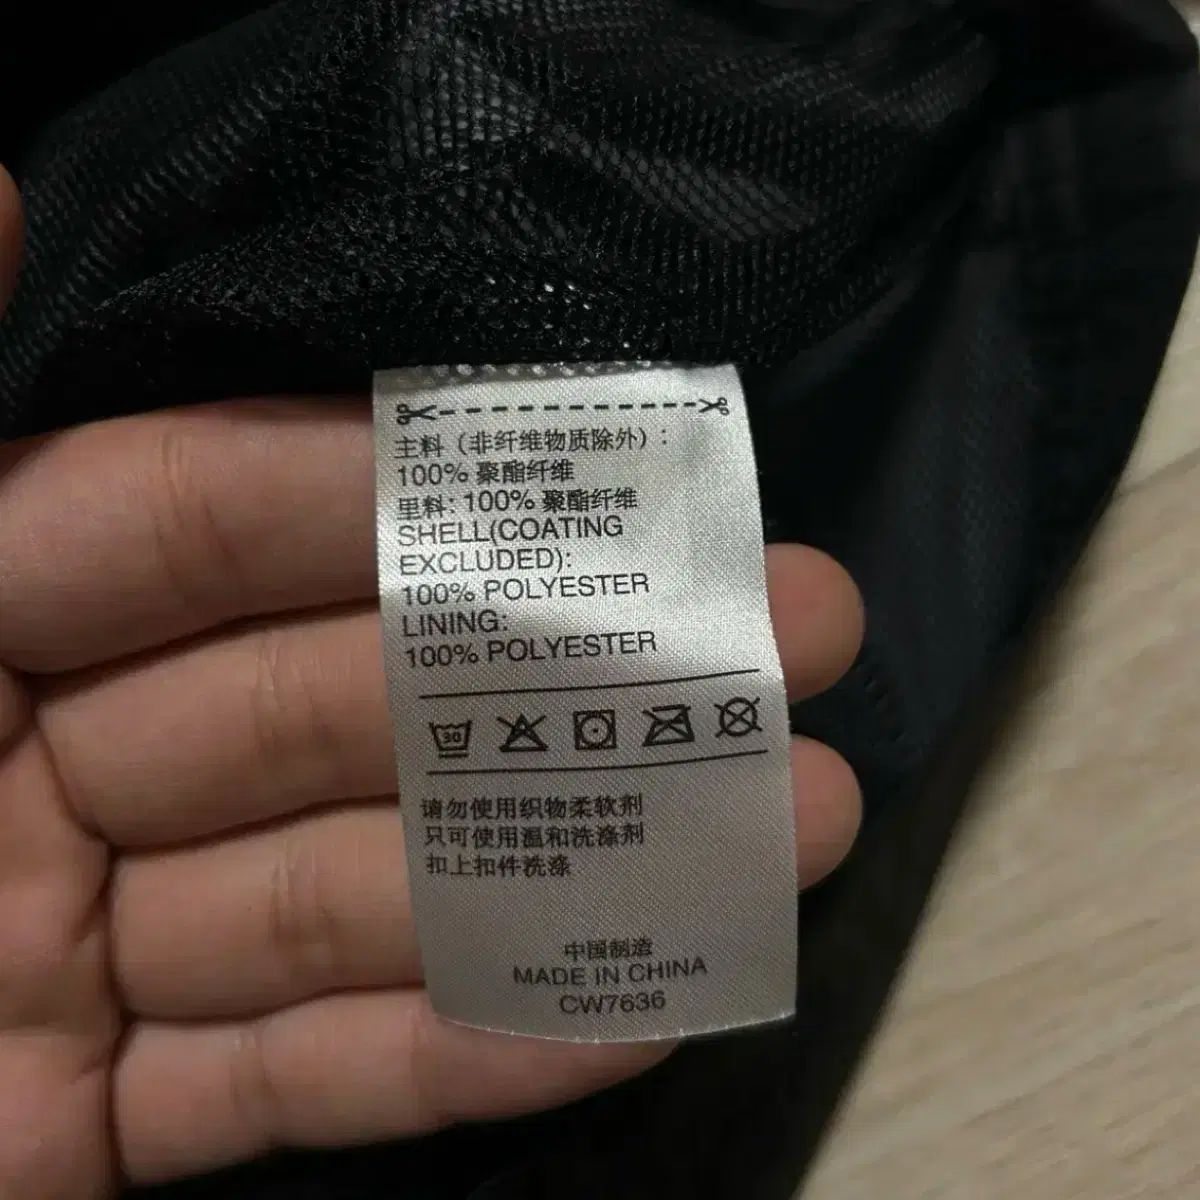 主料（非纤维物质除外）：
100% 聚酯纤维
里料: 100% 聚酯纤维
SHELL(COATING
EXCLUDED):
100% POLYESTER
LINING:
100% POLYESTER
30
请勿使用织物柔软剂
只可使用温和洗涤剂
扣上扣件洗涤
中国制造
MADE IN CHINA
CW7636